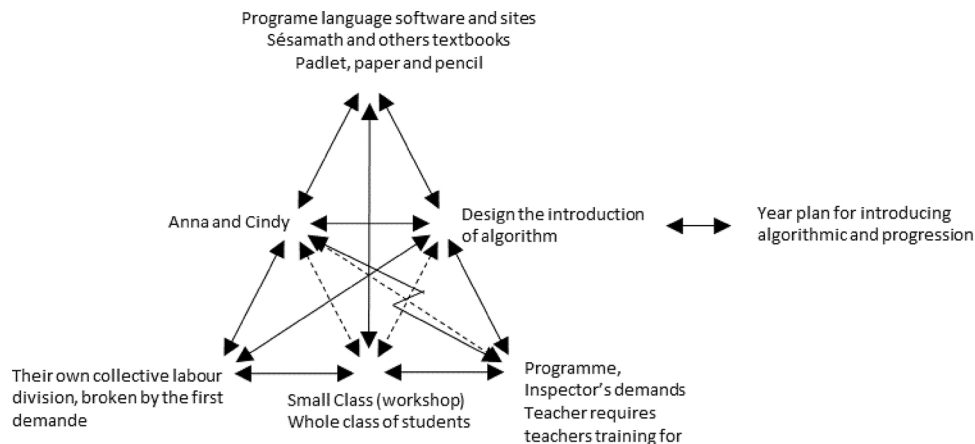 Programe language software and sites
Sésamath and others textbooks
Padlet, paper and pencil
Anna and Cindy
Design the introduction
of algorithm
Year plan for introducing
algorithmic and progression
Their own collective labour
division, broken by the first
demande
Small Class (workshop)
Whole class of students
Programme,
Inspector's demands
Teacher requires
teachers training for